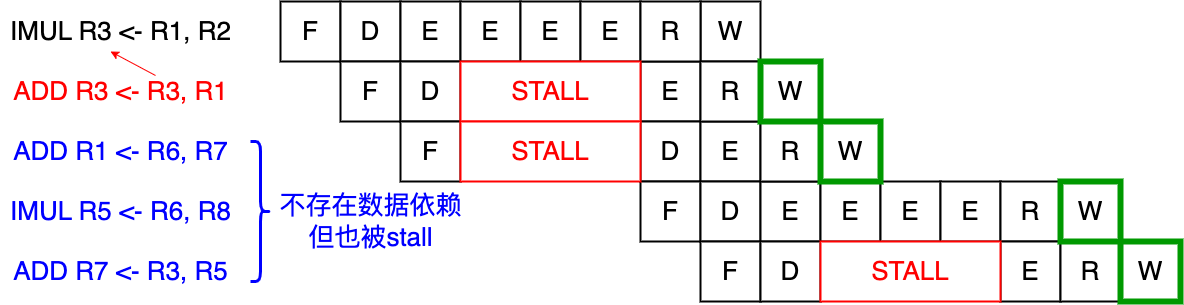 IMUL R3 <- R1, R2 F D E E E E R W
ADD R3 <- R3, R1 F D STALL E R W
ADD R1 <- R6, R7 F STALL D E R W
IMUL R5 <- R6, R8 F D E E E E R W
ADD R7 <- R3, R5 F D STALL E R W
不存在数据依赖
但也被stall